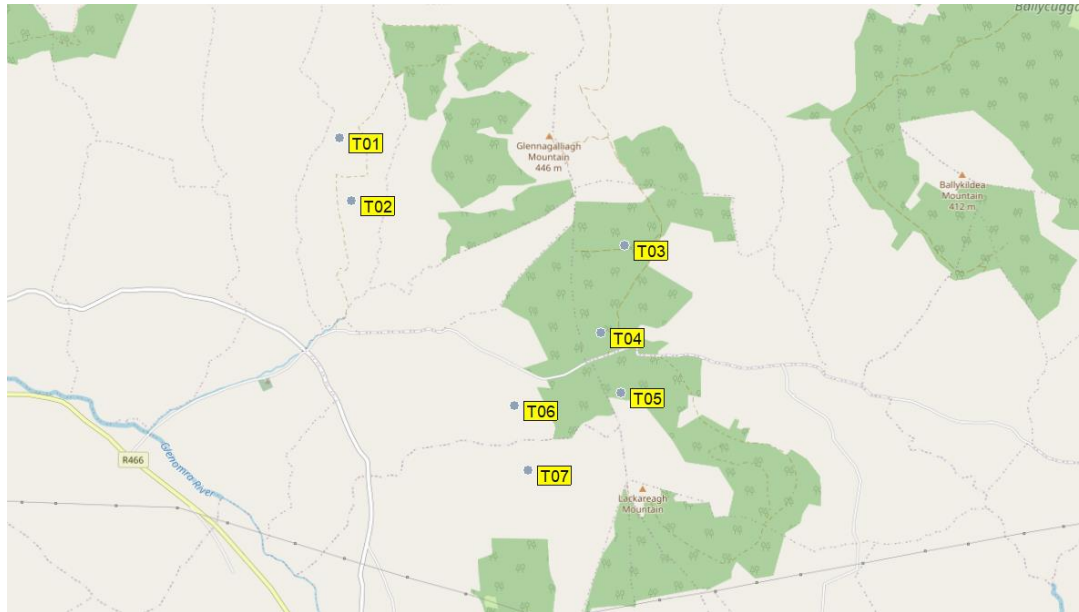 Ballycugga
T01
Glennagalliagh
Mountain
446 m
Ballykildea
Mountain
412 m
T02
T03
T04
T05
T06
R466
Glenomra River
T07
Lackareagh
Mountain